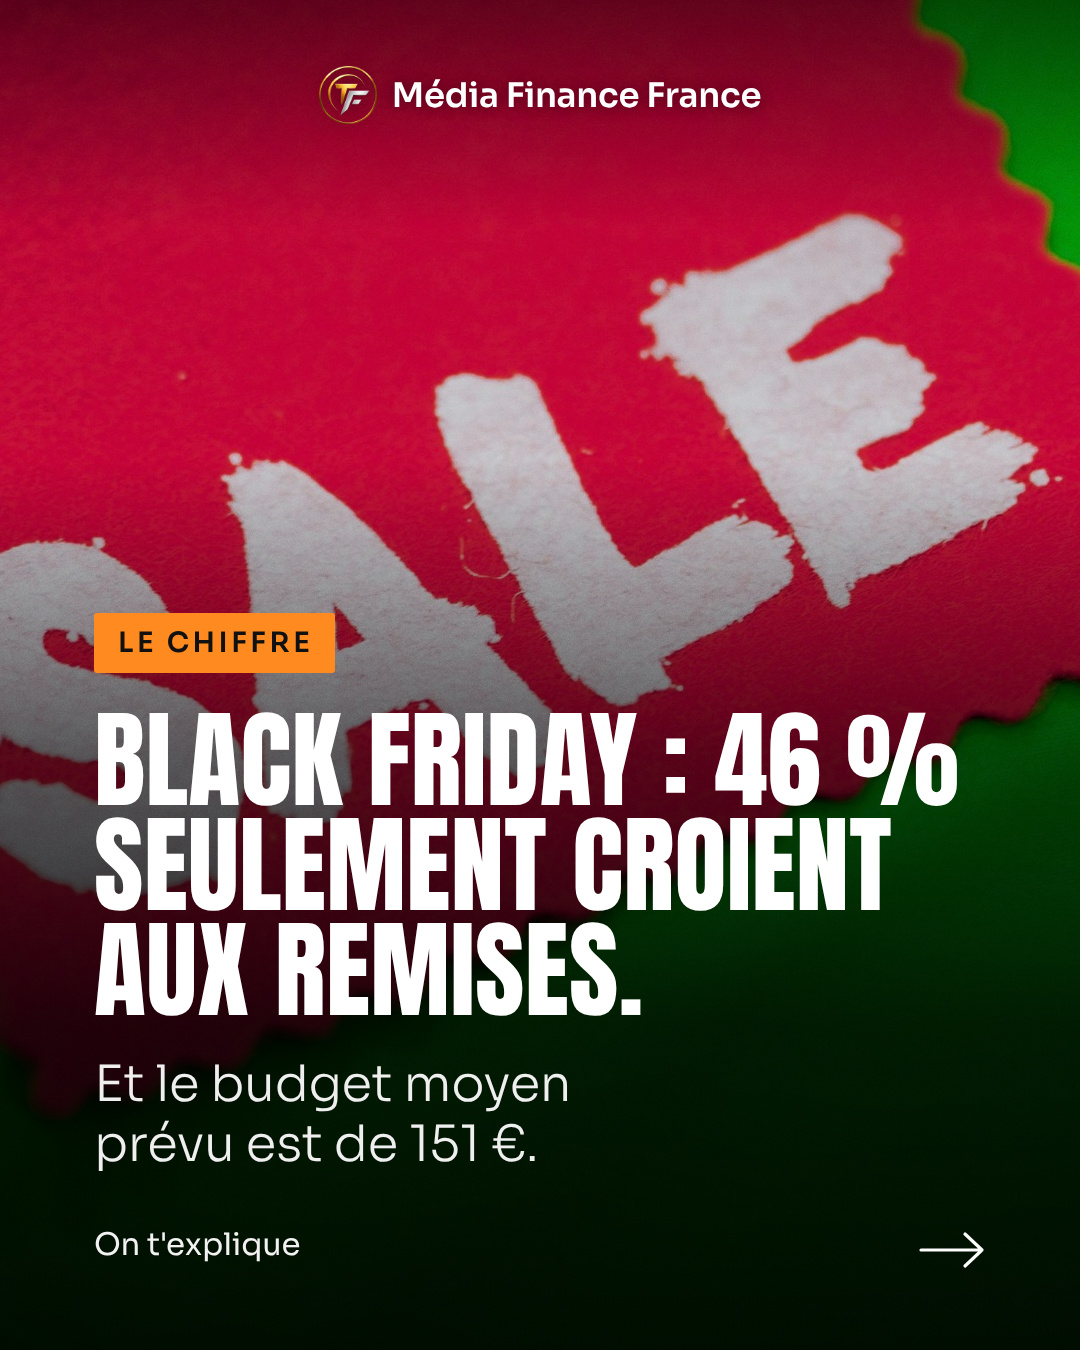 TF Média Finance France
SALE
LE CHIFFRE
BLACK FRIDAY : 46 %
SEULEMENT CROIENT
AUX REMISES.
Et le budget moyen
prévu est de 151 €.
On t'explique